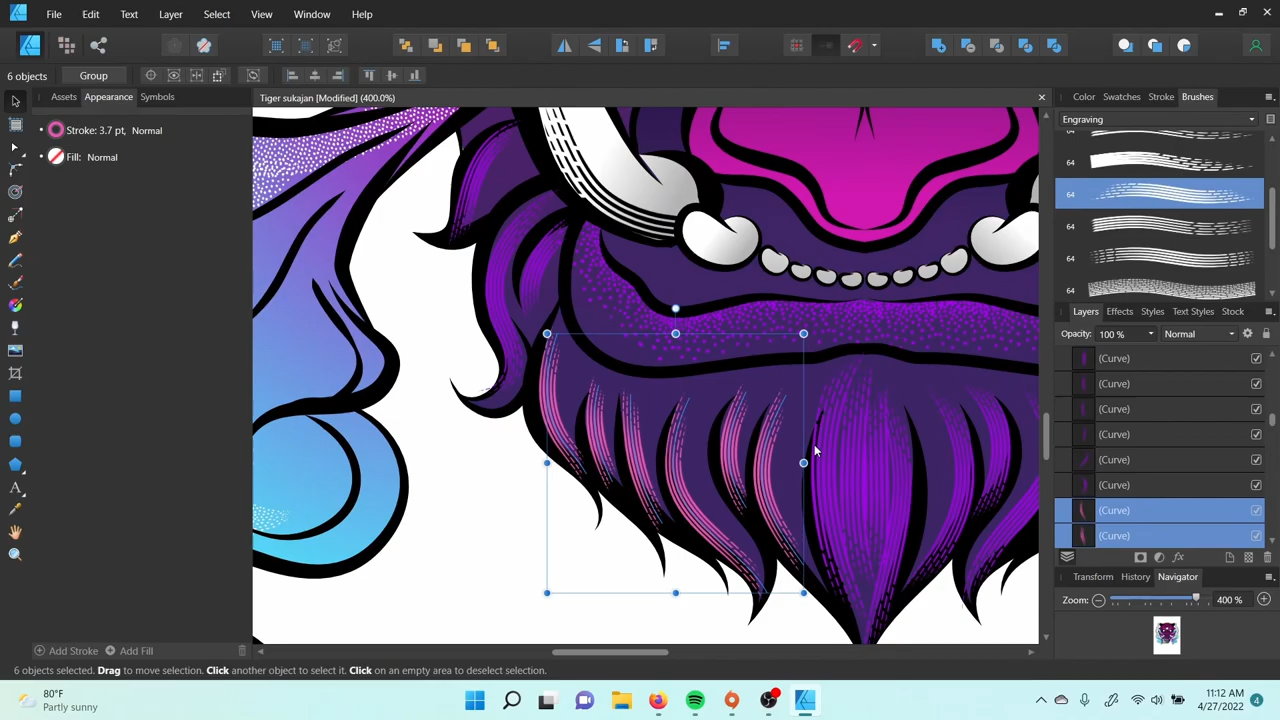 File Edit Text Layer Select View Window Help
6 objects Group
Assets Appearance Symbols
Tiger sukajan [Modified] (400.0%)
Color Swatches Stroke Brushes
Stroke: 3.7 pt, Normal
Fill: Normal
Engraving
64
64
64
64
64
64
Layers Effects Styles Text Styles Stock
Opacity: 100 % Normal
(Curve)
(Curve)
(Curve)
(Curve)
(Curve)
(Curve)
(Curve)
(Curve)
Transform History Navigator
Zoom: 400 %
Add Stroke Add Fill
6 objects selected. Drag to move selection. Click another object to select it. Click on an empty area to deselect selection.
80°F
Partly sunny
11:12 AM
4/27/2022
4